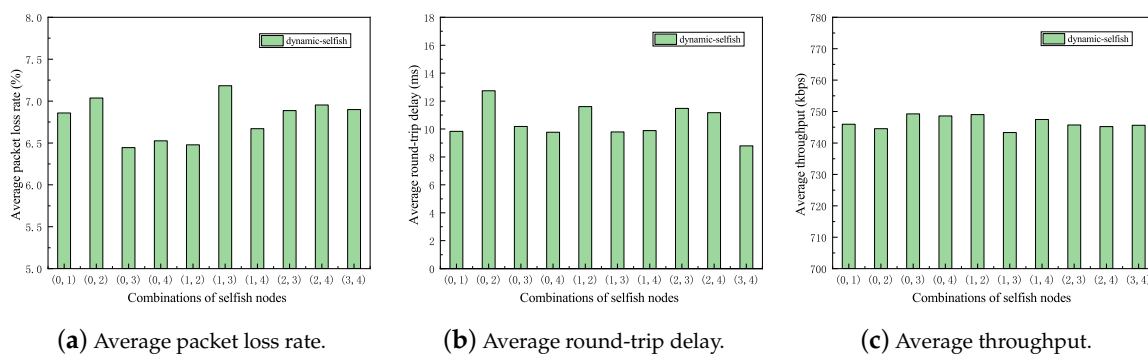 8.0
7.5
7.0
6.5
6.0
5.5
5.0
Average packet loss rate (%)
dynamic-selfish
(0,1) (0,2) (0,3) (0,4) (1,2) (1,3) (1,4) (2,3) (2,4) (3,4)
Combinations of selfish nodes
(a) Average packet loss rate.
18
16
14
12
10
8
6
4
2
0
Average round-trip delay (ms)
dynamic-selfish
(0,1) (0,2) (0,3) (0,4) (1,2) (1,3) (1,4) (2,3) (2,4) (3,4)
Combinations of selfish nodes
(b) Average round-trip delay.
780
770
760
750
740
730
720
710
700
Average throughput (kbps)
dynamic-selfish
(0,1) (0,2) (0,3) (0,4) (1,2) (1,3) (1,4) (2,3) (2,4) (3,4)
Combinations of selfish nodes
(c) Average throughput.